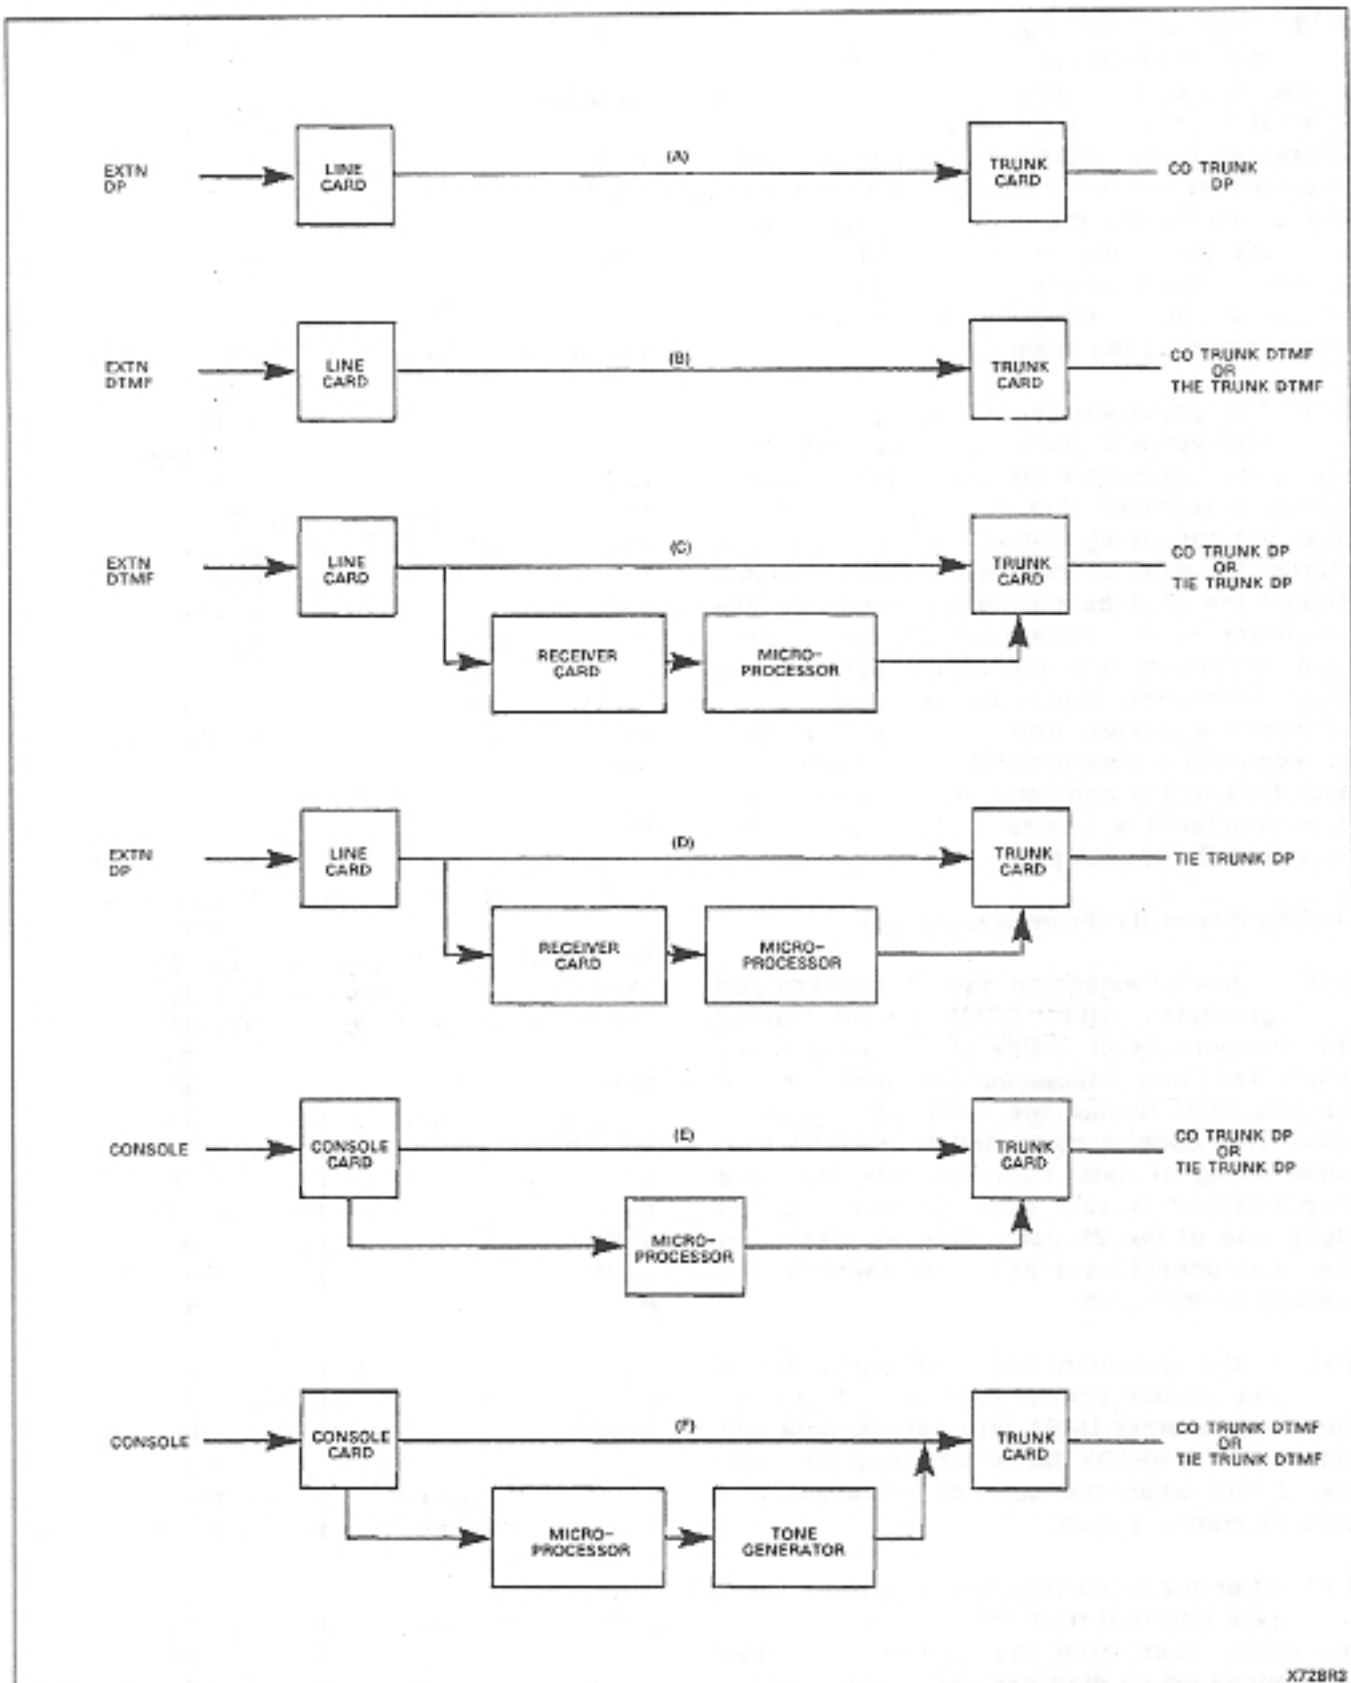 (A)
EXTN
DP
LINE
CARD
TRUNK
CARD
CO TRUNK
DP
(B)
EXTN
DTMF
LINE
CARD
TRUNK
CARD
CO TRUNK DTMF
OR
THE TRUNK DTMF
(C)
EXTN
DTMF
LINE
CARD
TRUNK
CARD
CO TRUNK DP
OR
TIE TRUNK DP
RECEIVER
CARD
MICRO-
PROCESSOR
(D)
EXTN
DP
LINE
CARD
TRUNK
CARD
TIE TRUNK DP
RECEIVER
CARD
MICRO-
PROCESSOR
(E)
CONSOLE
CONSOLE
CARD
TRUNK
CARD
CO TRUNK DP
OR
TIE TRUNK DP
MICRO-
PROCESSOR
(F)
CONSOLE
CONSOLE
CARD
TRUNK
CARD
CO TRUNK DTMF
OR
TIE TRUNK DTMF
MICRO-
PROCESSOR
TONE
GENERATOR
X728R3